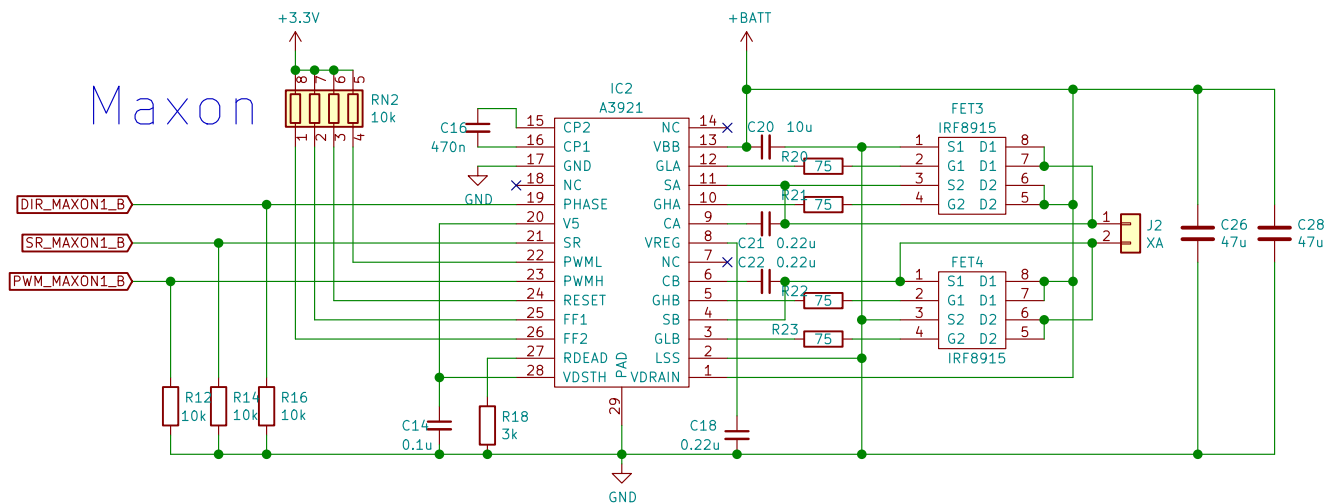 +3.3V
+BATT
Maxon
8 7 6 5
RN2
10k
1 2 3 4
IC2
A3921
C16
470n
GND
15 CP2
16 CP1
17 GND
18 NC
19 PHASE
20 V5
21 SR
22 PWML
23 PWMH
24 RESET
25 FF1
26 FF2
27 RDEAD
28 VDSTH
PAD
29
NC 14
VBB 13
GLA 12
SA 11
GHA 10
CA 9
VREG 8
NC 7
CB 6
GHB 5
SB 4
GLB 3
LSS 2
VDRAIN 1
DIR_MAXON1_B
SR_MAXON1_B
PWM_MAXON1_B
C20 10u
R20
75
R21
75
C21 0.22u
C22 0.22u
R22
75
R23
75
FET3
IRF8915
1 S1 D1 8
2 G1 D1 7
3 S2 D2 6
4 G2 D2 5
FET4
1 S1 D1 8
2 G1 D1 7
3 S2 D2 6
4 G2 D2 5
IRF8915
1
2
J2
XA
C26
47u
C28
47u
R12
10k
R14
10k
R16
10k
C14
0.1u
R18
3k
C18
0.22u
GND